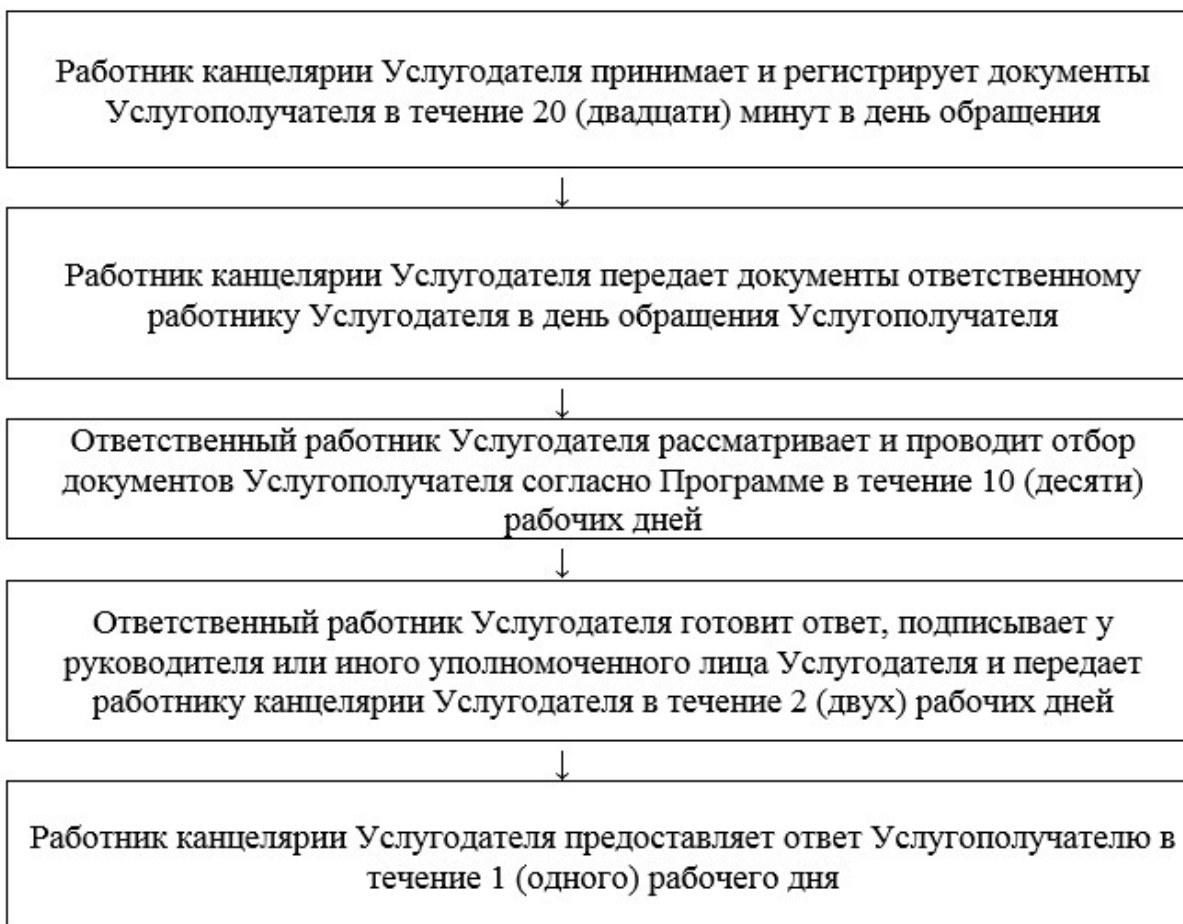 Работник канцелярии Услугодателя принимает и регистрирует документы
Услугополучателя в течение 20 (двадцати) минут в день обращения
↓
Работник канцелярии Услугодателя передает документы ответственному
работнику Услугодателя в день обращения Услугополучателя
↓
Ответственный работник Услугодателя рассматривает и проводит отбор
документов Услугополучателя согласно Программе в течение 10 (десяти)
рабочих дней
↓
Ответственный работник Услугодателя готовит ответ, подписывает у
руководителя или иного уполномоченного лица Услугодателя и передает
работнику канцелярии Услугодателя в течение 2 (двух) рабочих дней
↓
Работник канцелярии Услугодателя предоставляет ответ Услугополучателю в
течение 1 (одного) рабочего дня